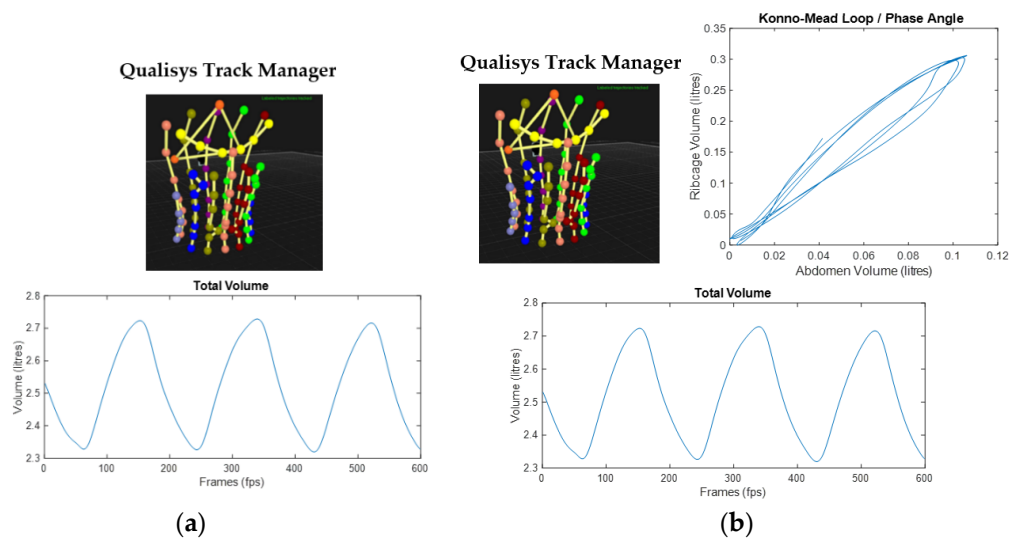 Qualisys Track Manager
Total Volume
Volume (litres)
2.8
2.7
2.6
2.5
2.4
2.3
0 100 200 300 400 500 600
Frames (fps)
(a)
Qualisys Track Manager
Konno-Mead Loop / Phase Angle
Ribcage Volume (litres)
0.35
0.3
0.25
0.2
0.15
0.1
0.05
0
0 0.02 0.04 0.06 0.08 0.1 0.12
Abdomen Volume (litres)
Total Volume
Volume (litres)
2.8
2.7
2.6
2.5
2.4
2.3
0 100 200 300 400 500 600
Frames (fps)
(b)